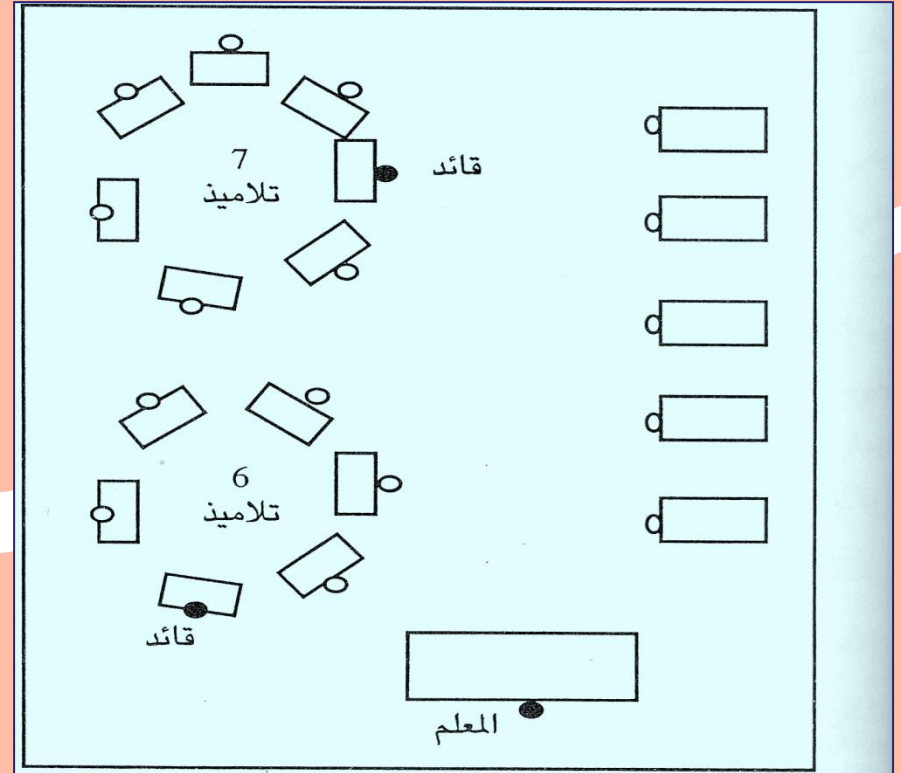 7
تلاميذ
قائد
6
تلاميذ
قائد
المعلم